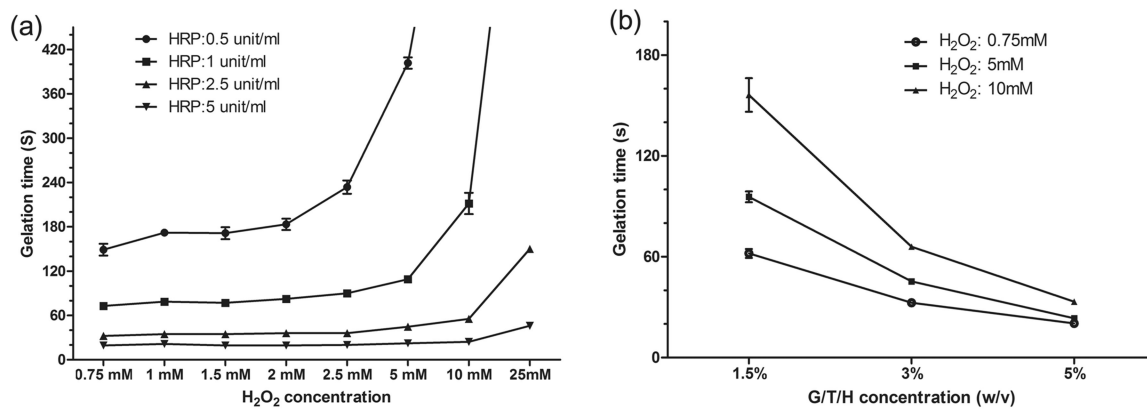 (a)
HRP:0.5 unit/ml
HRP:1 unit/ml
HRP:2.5 unit/ml
HRP:5 unit/ml
Gelation time (S)
420
360
300
240
180
120
60
0
0.75 mM 1 mM 1.5 mM 2 mM 2.5 mM 5 mM 10 mM 25mM
H₂O₂ concentration
(b)
H₂O₂: 0.75mM
H₂O₂: 5mM
H₂O₂: 10mM
Gelation time (s)
180
120
60
0
1.5% 3% 5%
G/T/H concentration (w/v)